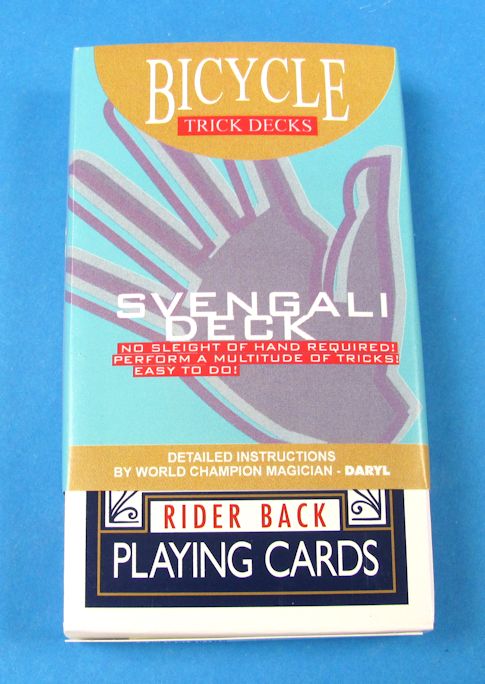 BICYCLE
TRICK DECKS
SVENGALI
DECK
NO SLEIGHT OF HAND REQUIRED!
PERFORM A MULTITUDE OF TRICKS!
EASY TO DO!
DETAILED INSTRUCTIONS
BY WORLD CHAMPION MAGICIAN - DARYL
RIDER BACK
PLAYING CARDS